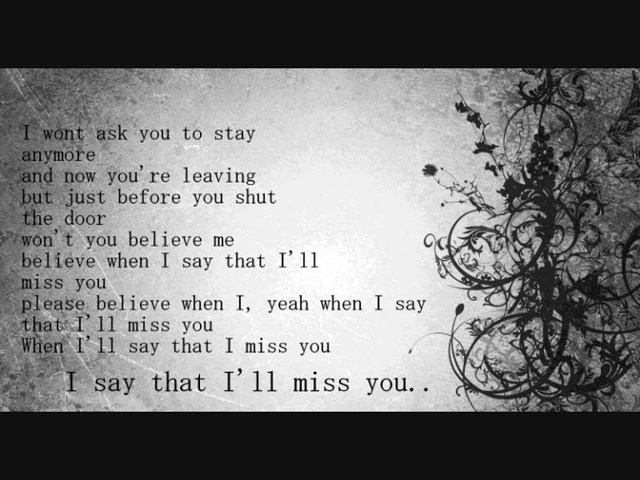 I wont ask you to stay
anymore
and now you're leaving
but just before you shut
the door
won't you believe me
believe when I say that I'll
miss you
please believe when I, yeah when I say
that I'll miss you
When I'll say that I miss you
I say that I'll miss you..